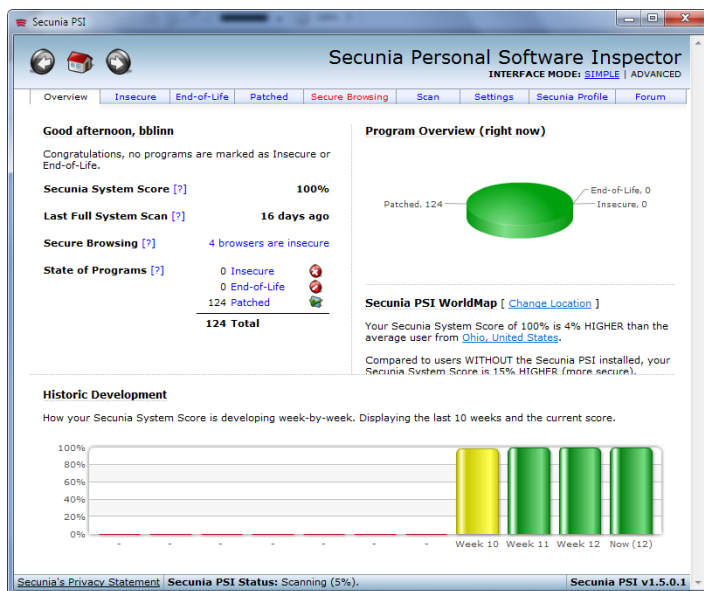 Secunia PSI
Secunia Personal Software Inspector
INTERFACE MODE: SIMPLE | ADVANCED
Overview Insecure End-of-Life Patched Secure Browsing Scan Settings Secunia Profile Forum
Good afternoon, bblinn
Congratulations, no programs are marked as Insecure or
End-of-Life.
Secunia System Score [?] 100%
Last Full System Scan [?] 16 days ago
Secure Browsing [?] 4 browsers are insecure
State of Programs [?] 0 Insecure
0 End-of-Life
124 Patched
124 Total
Program Overview (right now)
End-of-Life, 0
Patched, 124
Insecure, 0
Secunia PSI WorldMap [ Change Location ]
Your Secunia System Score of 100% is 4% HIGHER than the
average user from Ohio, United States.
Compared to users WITHOUT the Secunia PSI installed, your
Secunia System Score is 15% HIGHER (more secure).
Historic Development
How your Secunia System Score is developing week-by-week. Displaying the last 10 weeks and the current score.
100%
80%
60%
40%
20%
0%
- - - - - - - Week 10 Week 11 Week 12 Now (12)
Secunia's Privacy Statement Secunia PSI Status: Scanning (5%). Secunia PSI v1.5.0.1